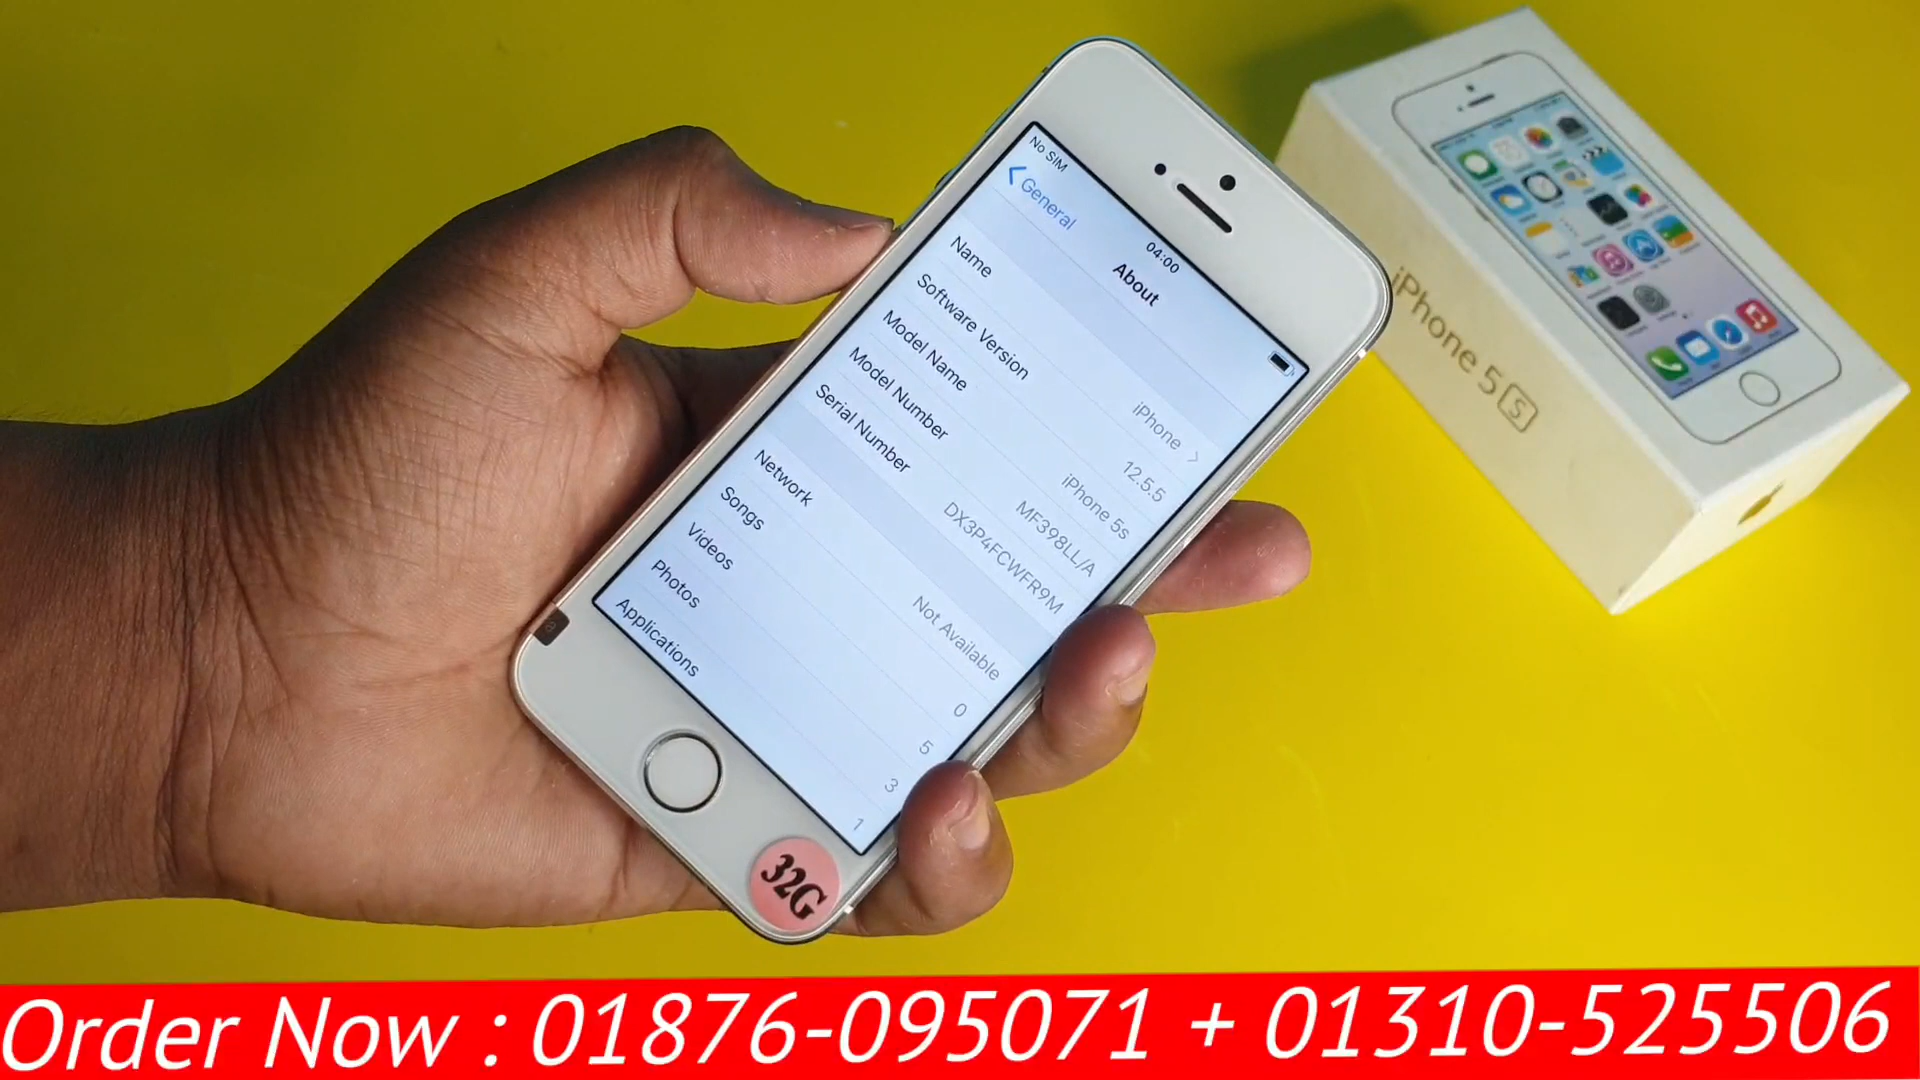 No SIM
04:00
General
About
Name
iPhone
Software Version
12.5.5
Model Name
iPhone 5s
Model Number
MF398LL/A
Serial Number
DX3P4FCWFR9M
Network
Not Available
Songs
0
Videos
5
Photos
3
Applications
1
32G
iPhone 5S
Order Now : 01876-095071 + 01310-525506